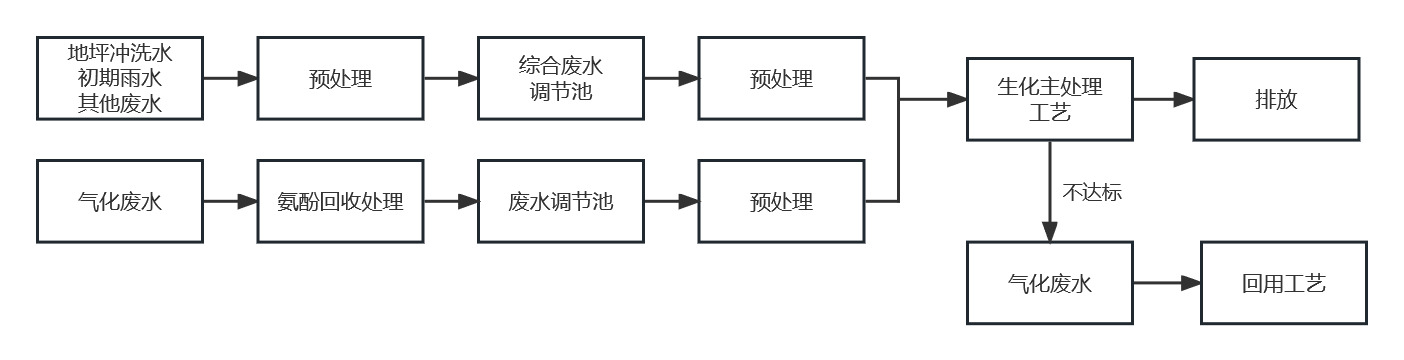 地坪冲洗水
初期雨水
其他废水
预处理
综合废水
调节池
预处理
生化主处理
工艺
排放
气化废水
氨酚回收处理
废水调节池
预处理
不达标
气化废水
回用工艺